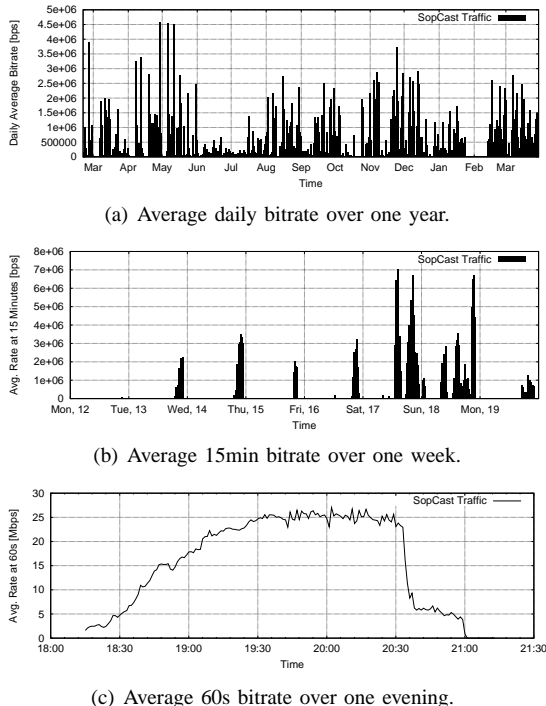 SopCast Traffic
Daily Average Bitrate [bps]
5e+06
4.5e+06
4e+06
3.5e+06
3e+06
2.5e+06
2e+06
1.5e+06
1e+06
500000
0
Mar Apr May Jun Jul Aug Sep Oct Nov Dec Jan Feb Mar
Time
(a) Average daily bitrate over one year.
SopCast Traffic
Avg. Rate at 15 Minutes [bps]
8e+06
7e+06
6e+06
5e+06
4e+06
3e+06
2e+06
1e+06
0
Mon, 12 Tue, 13 Wed, 14 Thu, 15 Fri, 16 Sat, 17 Sun, 18 Mon, 19
Time
(b) Average 15min bitrate over one week.
SopCast Traffic
Avg. Rate at 60s [Mbps]
30
25
20
15
10
5
0
18:00 18:30 19:00 19:30 20:00 20:30 21:00 21:30
Time
(c) Average 60s bitrate over one evening.